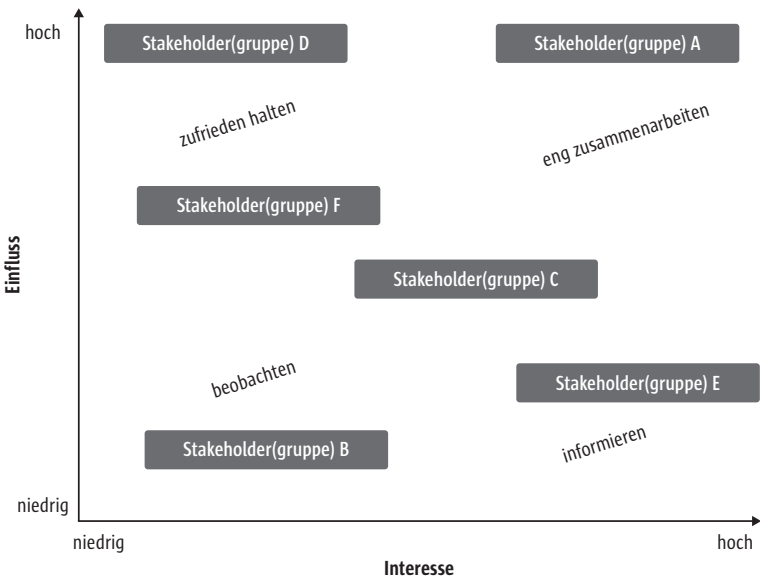 hoch
Stakeholder(gruppe) D
Stakeholder(gruppe) A
zufrieden halten
eng zusammenarbeiten
Stakeholder(gruppe) F
Einfluss
Stakeholder(gruppe) C
beobachten
Stakeholder(gruppe) E
Stakeholder(gruppe) B
informieren
niedrig
niedrig
hoch
Interesse